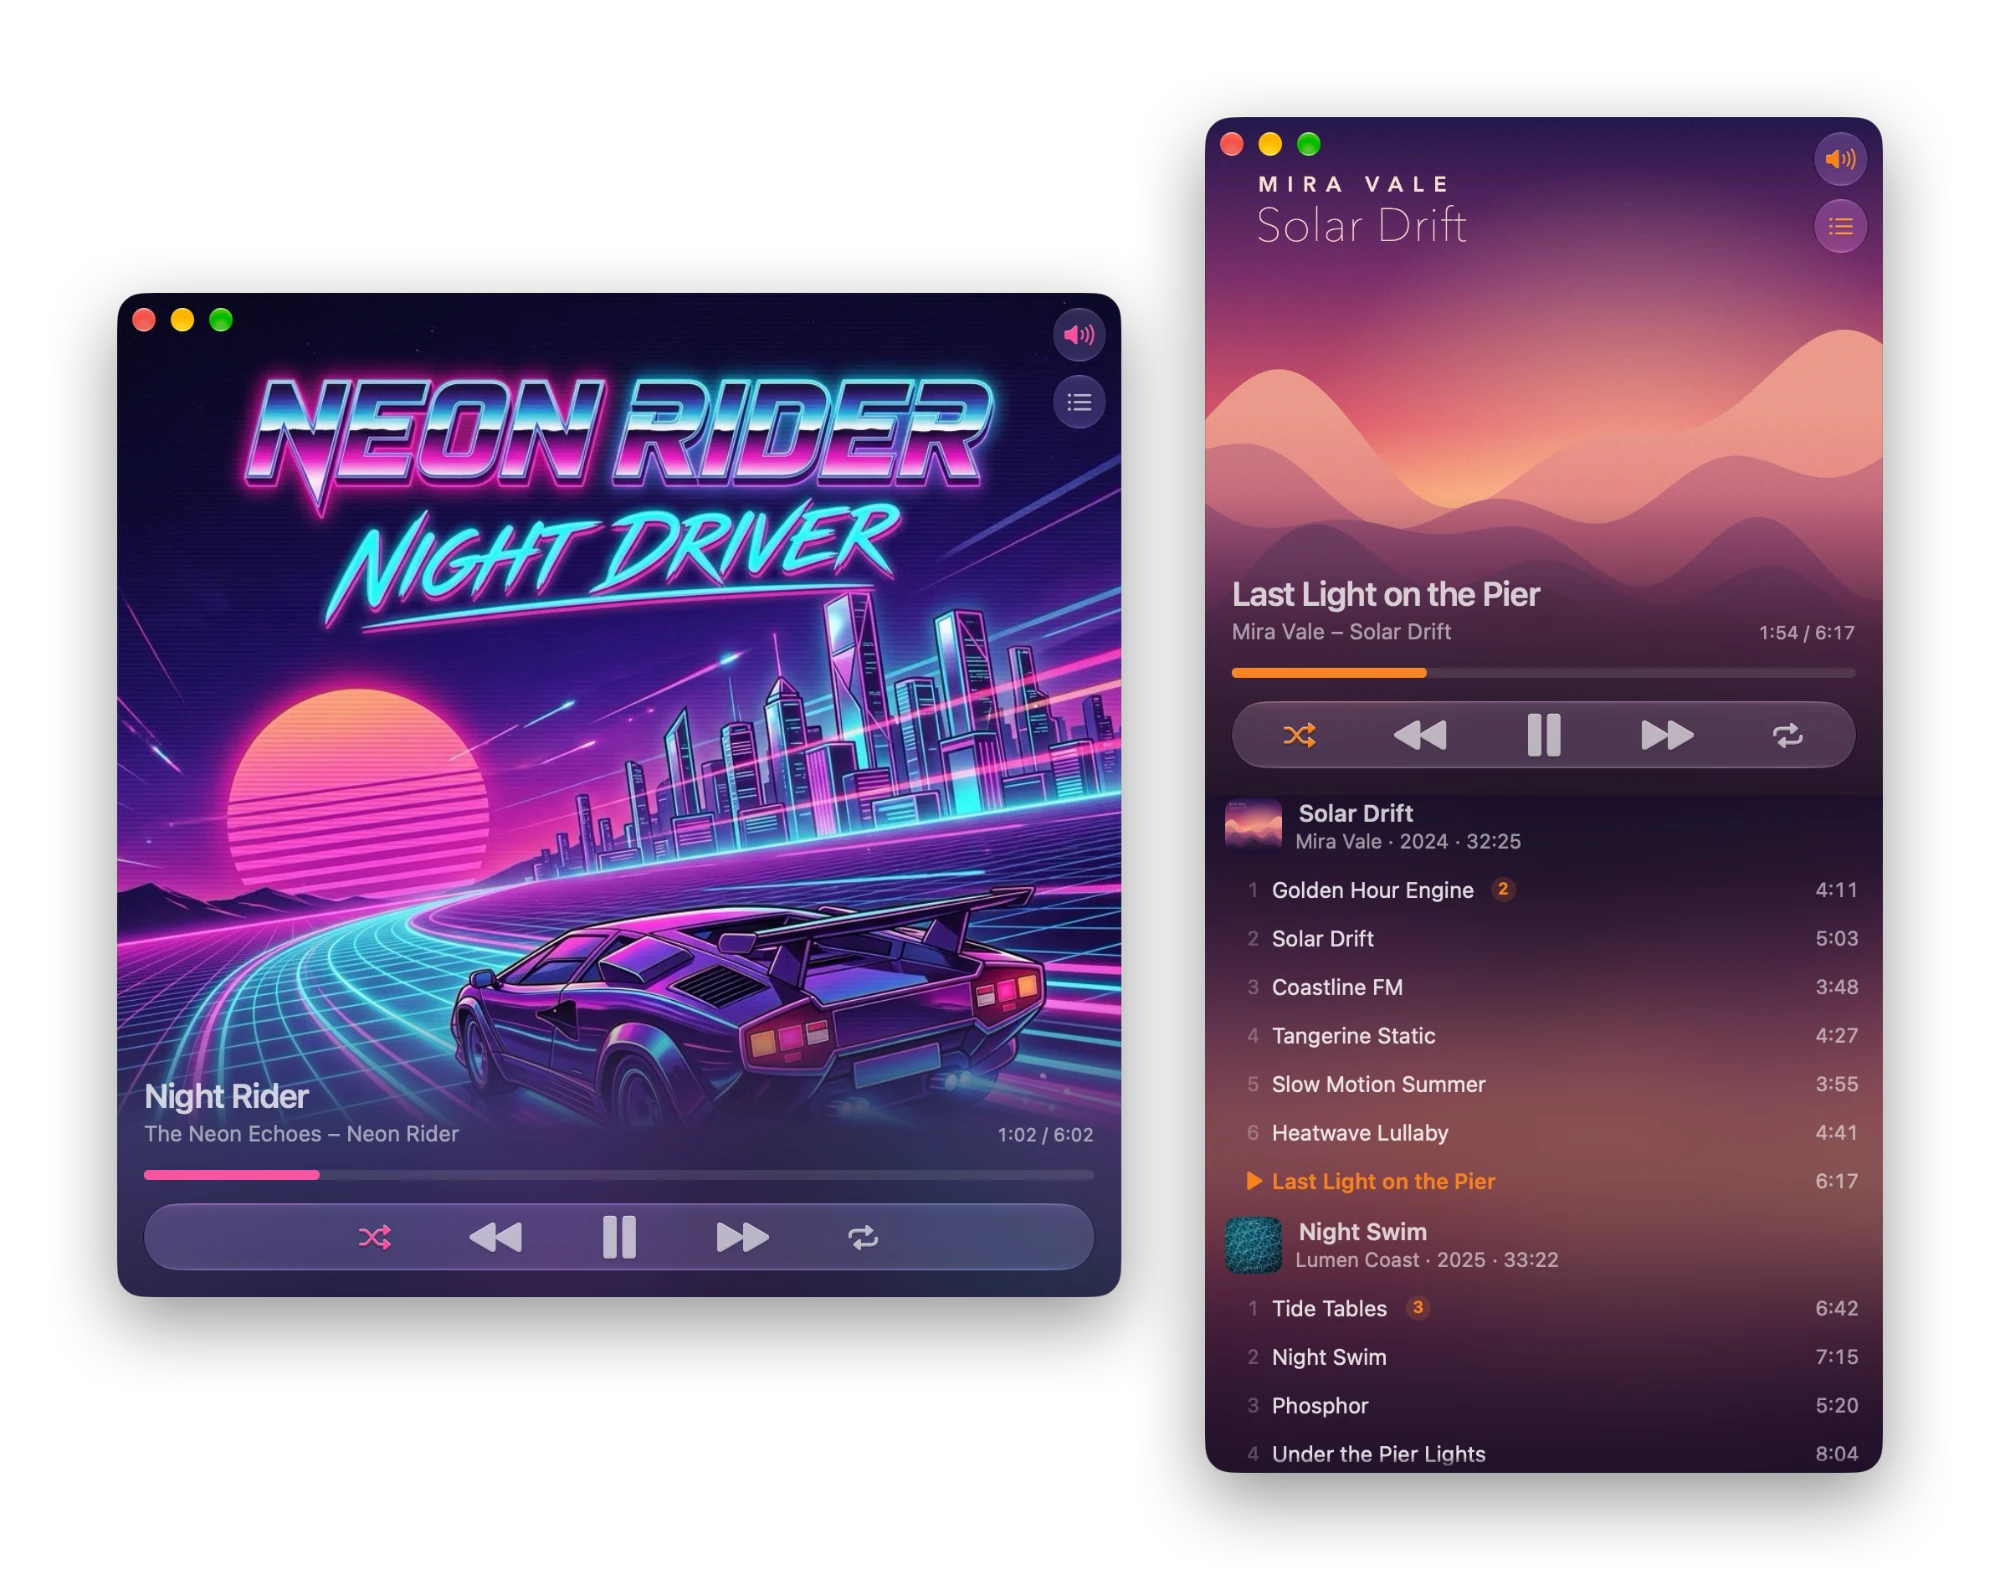 NEON RIDER
NIGHT DRIVER
Night Rider
The Neon Echoes – Neon Rider
1:02 / 6:02
MIRA VALE
Solar Drift
Last Light on the Pier
Mira Vale – Solar Drift
1:54 / 6:17
Solar Drift
Mira Vale · 2024 · 32:25
1 Golden Hour Engine 2 4:11
2 Solar Drift 5:03
3 Coastline FM 3:48
4 Tangerine Static 4:27
5 Slow Motion Summer 3:55
6 Heatwave Lullaby 4:41
Last Light on the Pier 6:17
Night Swim
Lumen Coast · 2025 · 33:22
1 Tide Tables 3 6:42
2 Night Swim 7:15
3 Phosphor 5:20
4 Under the Pier Lights 8:04